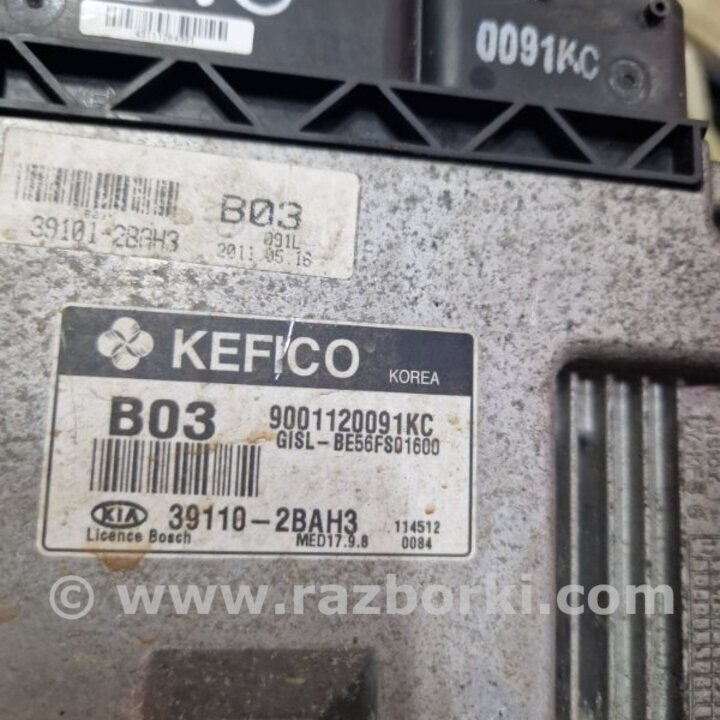 0091KC
B03
39101-2BAH3
091L
2011.05.16
KEFICO
KOREA
B03
9001120091KC
GISL-BE56FS01600
KIA
39110-2BAH3
114512
Licence Bosch
MED17.9.8
0084
© www.razborki.com